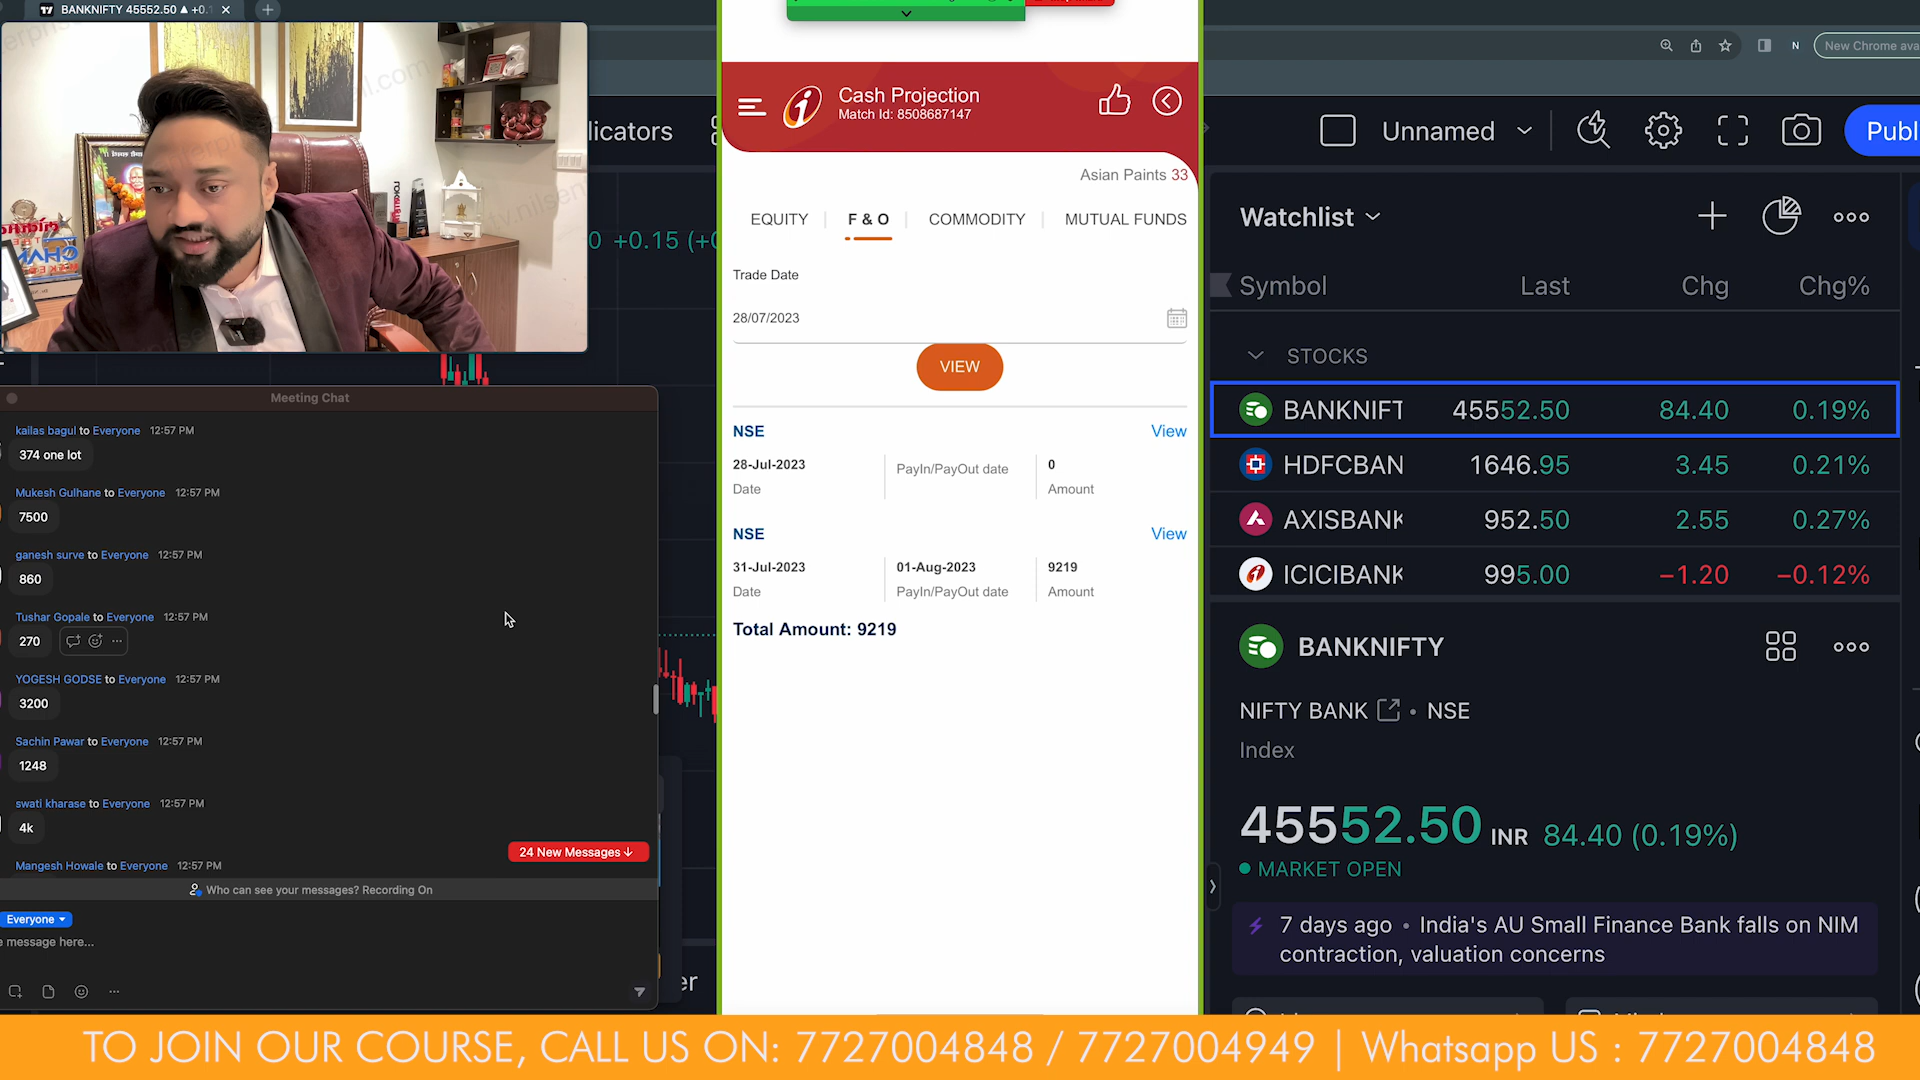 BANKNIFTY 45552.50 ▲ +0.1
New Chrome ava
licators
Unnamed
Publ
0 +0.15 (+0
Cash Projection
Match Id: 8508687147
Asian Paints 33
EQUITY
F & O
COMMODITY
MUTUAL FUNDS
Trade Date
28/07/2023
VIEW
NSE
View
28-Jul-2023
Date
PayIn/PayOut date
0
Amount
NSE
View
31-Jul-2023
Date
01-Aug-2023
PayIn/PayOut date
9219
Amount
Total Amount: 9219
Meeting Chat
kailas bagul to Everyone 12:57 PM
374 one lot
Mukesh Gulhane to Everyone 12:57 PM
7500
ganesh surve to Everyone 12:57 PM
860
Tushar Gopale to Everyone 12:57 PM
270
YOGESH GODSE to Everyone 12:57 PM
3200
Sachin Pawar to Everyone 12:57 PM
1248
swati kharase to Everyone 12:57 PM
4k
Mangesh Howale to Everyone 12:57 PM
24 New Messages ↓
Who can see your messages? Recording On
Everyone
e message here...
er
Watchlist
Symbol Last Chg Chg%
STOCKS
BANKNIFT 45552.50 84.40 0.19%
HDFCBAN 1646.95 3.45 0.21%
AXISBANK 952.50 2.55 0.27%
ICICIBANK 995.00 −1.20 −0.12%
BANKNIFTY
NIFTY BANK • NSE
Index
45552.50 INR 84.40 (0.19%)
MARKET OPEN
7 days ago • India's AU Small Finance Bank falls on NIM
contraction, valuation concerns
TO JOIN OUR COURSE, CALL US ON: 7727004848 / 7727004949 | Whatsapp US : 7727004848